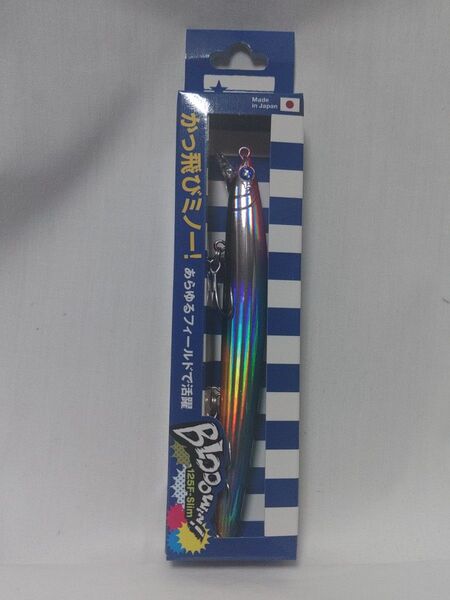 Made
in Japan
かっ飛びミノー!
あらゆるフィールドで活躍
BlooowiN!
125F-Slim